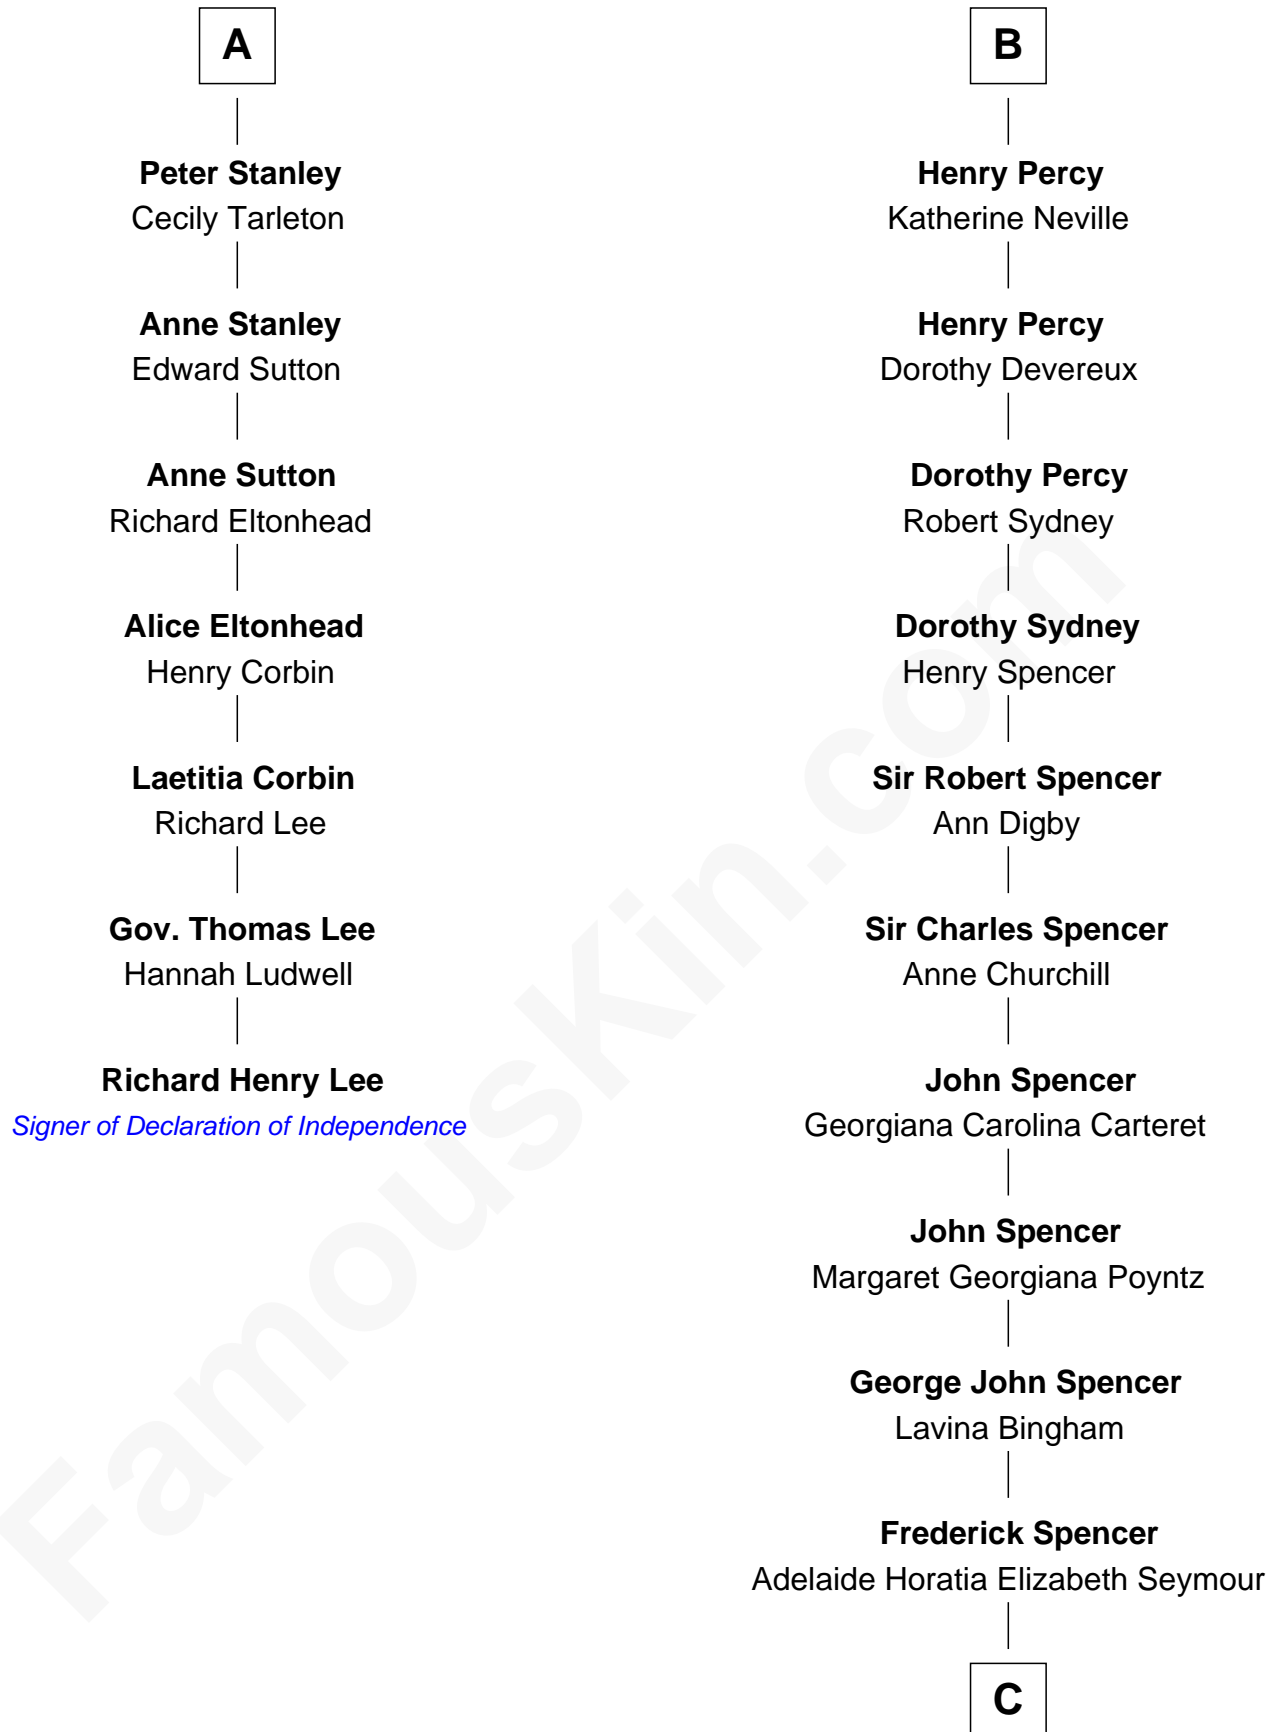 A
Peter Stanley
Cecily Tarleton
Anne Stanley
Edward Sutton
Anne Sutton
Richard Eltonhead
Alice Eltonhead
Henry Corbin
Laetitia Corbin
Richard Lee
Gov. Thomas Lee
Hannah Ludwell
Richard Henry Lee
Signer of Declaration of Independence
B
Henry Percy
Katherine Neville
Henry Percy
Dorothy Devereux
Dorothy Percy
Robert Sydney
Dorothy Sydney
Henry Spencer
Sir Robert Spencer
Ann Digby
Sir Charles Spencer
Anne Churchill
John Spencer
Georgiana Carolina Carteret
John Spencer
Margaret Georgiana Poyntz
George John Spencer
Lavina Bingham
Frederick Spencer
Adelaide Horatia Elizabeth Seymour
C
FamousKin.com